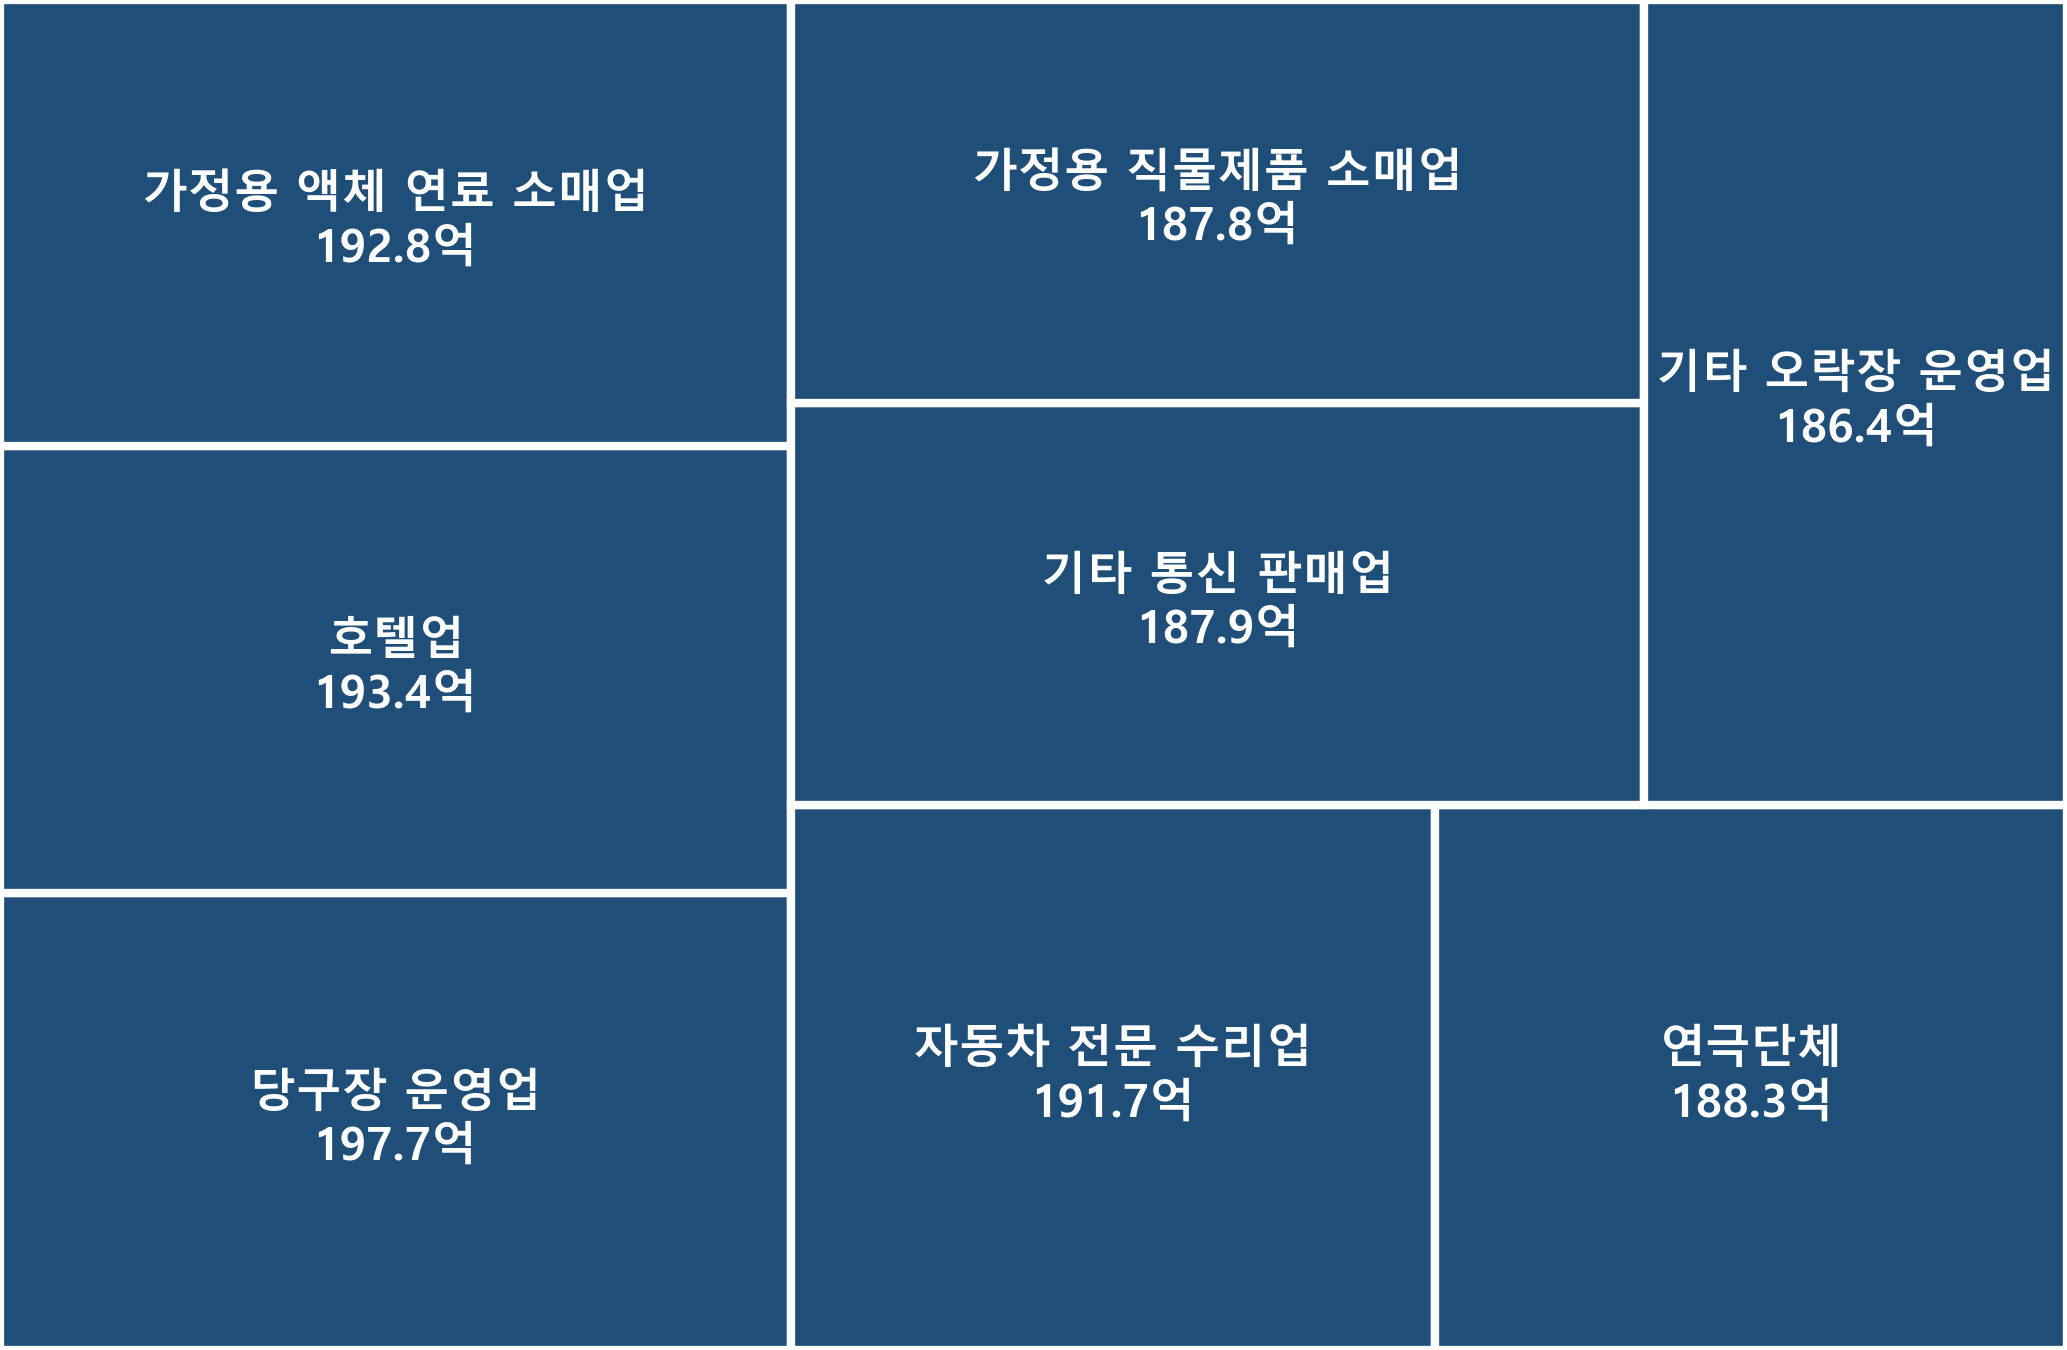 가정용 액체 연료 소매업
192.8억
가정용 직물제품 소매업
187.8억
기타 오락장 운영업
186.4억
호텔업
193.4억
기타 통신 판매업
187.9억
당구장 운영업
197.7억
자동차 전문 수리업
191.7억
연극단체
188.3억